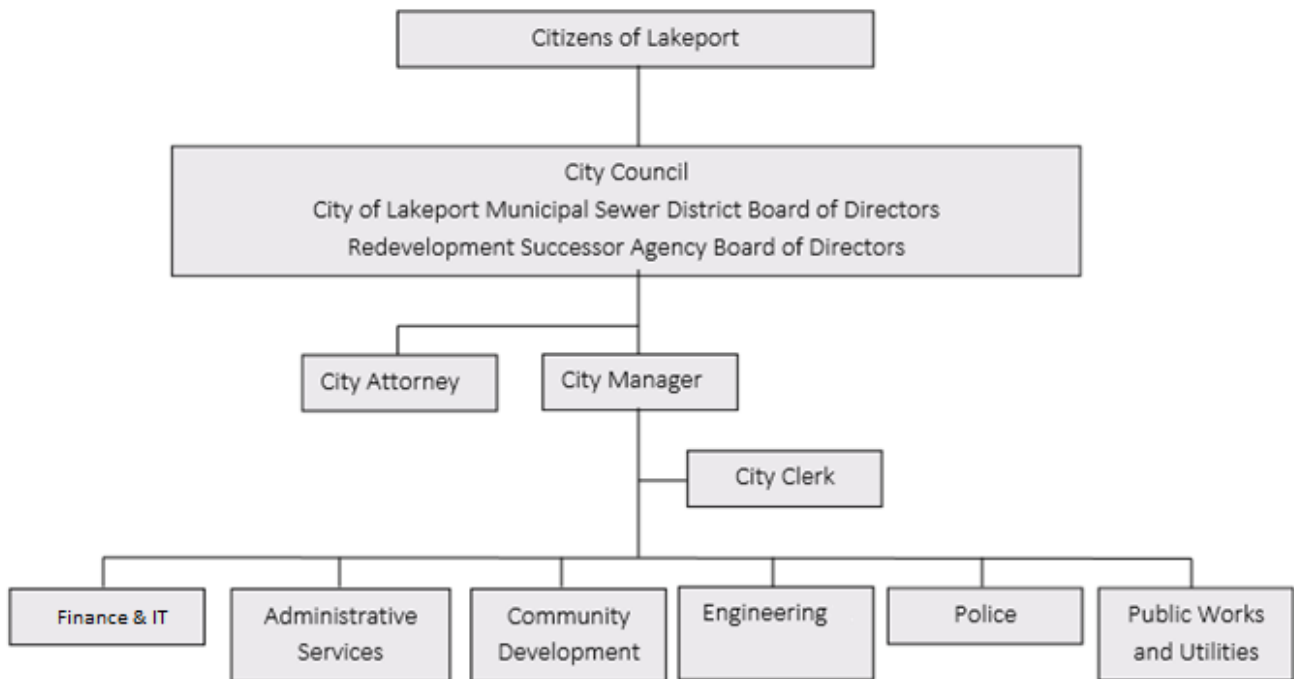 Citizens of Lakeport
City Council
City of Lakeport Municipal Sewer District Board of Directors
Redevelopment Successor Agency Board of Directors
City Attorney
City Manager
City Clerk
Finance & IT
Administrative
Services
Community
Development
Engineering
Police
Public Works
and Utilities